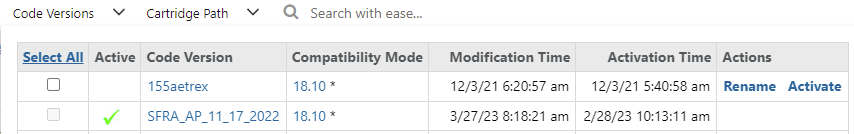 Code Versions Cartridge Path Search with ease...
Select All Active Code Version Compatibility Mode Modification Time Activation Time Actions
155aetrex 18.10 * 12/3/21 6:20:57 am 12/3/21 5:40:58 am Rename Activate
SFRA_AP_11_17_2022 18.10 * 3/27/23 8:18:21 am 2/28/23 10:13:11 am